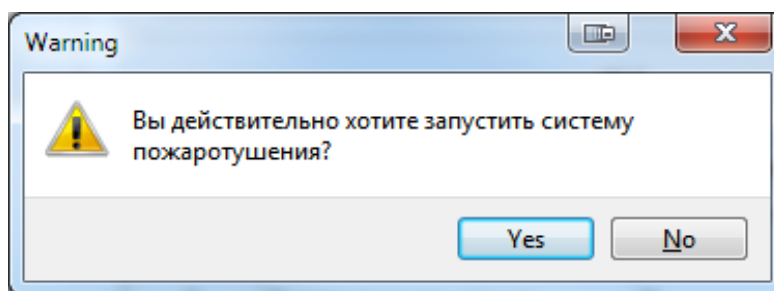 Warning
Вы действительно хотите запустить систему
пожаротушения?
Yes
No